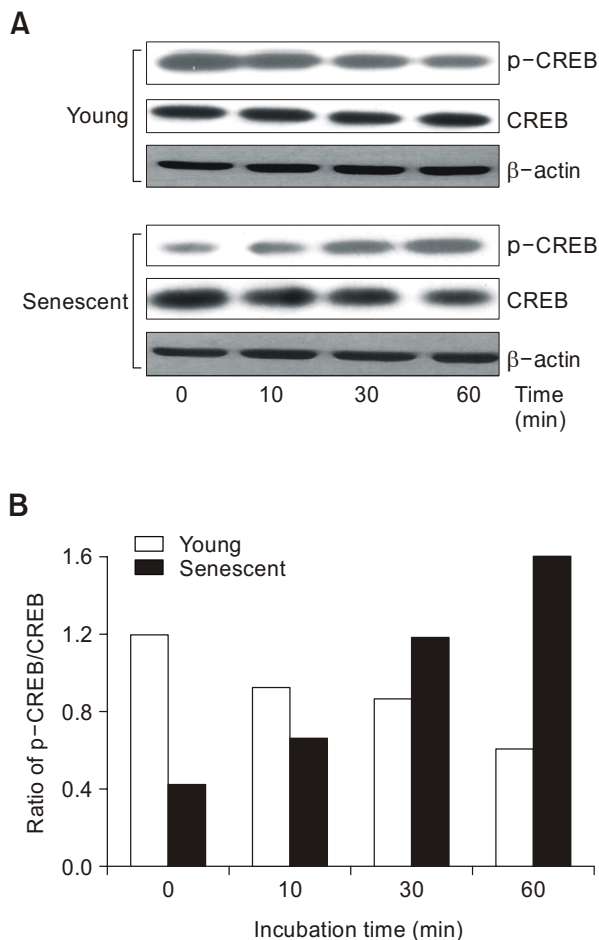 A
Young
p−CREB
CREB
β−actin
Senescent
p−CREB
CREB
β−actin
0 10 30 60 Time
(min)
B
Young
Senescent
Ratio of p−CREB/CREB
1.6
1.2
0.8
0.4
0.0
0 10 30 60
Incubation time (min)